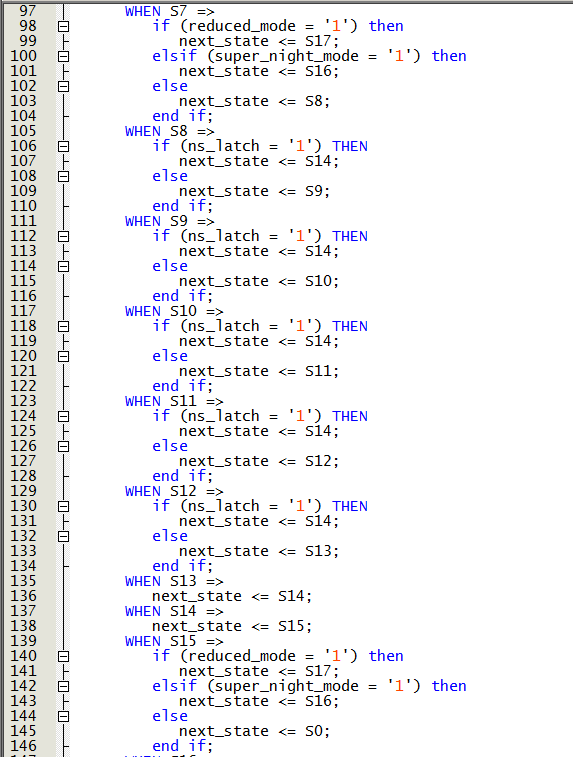 97 WHEN S7 =>
98 if (reduced_mode = '1') then
99 next_state <= S17;
100 elsif (super_night_mode = '1') then
101 next_state <= S16;
102 else
103 next_state <= S8;
104 end if;
105 WHEN S8 =>
106 if (ns_latch = '1') THEN
107 next_state <= S14;
108 else
109 next_state <= S9;
110 end if;
111 WHEN S9 =>
112 if (ns_latch = '1') THEN
113 next_state <= S14;
114 else
115 next_state <= S10;
116 end if;
117 WHEN S10 =>
118 if (ns_latch = '1') THEN
119 next_state <= S14;
120 else
121 next_state <= S11;
122 end if;
123 WHEN S11 =>
124 if (ns_latch = '1') THEN
125 next_state <= S14;
126 else
127 next_state <= S12;
128 end if;
129 WHEN S12 =>
130 if (ns_latch = '1') THEN
131 next_state <= S14;
132 else
133 next_state <= S13;
134 end if;
135 WHEN S13 =>
136 next_state <= S14;
137 WHEN S14 =>
138 next_state <= S15;
139 WHEN S15 =>
140 if (reduced_mode = '1') then
141 next_state <= S17;
142 elsif (super_night_mode = '1') then
143 next_state <= S16;
144 else
145 next_state <= S0;
146 end if;